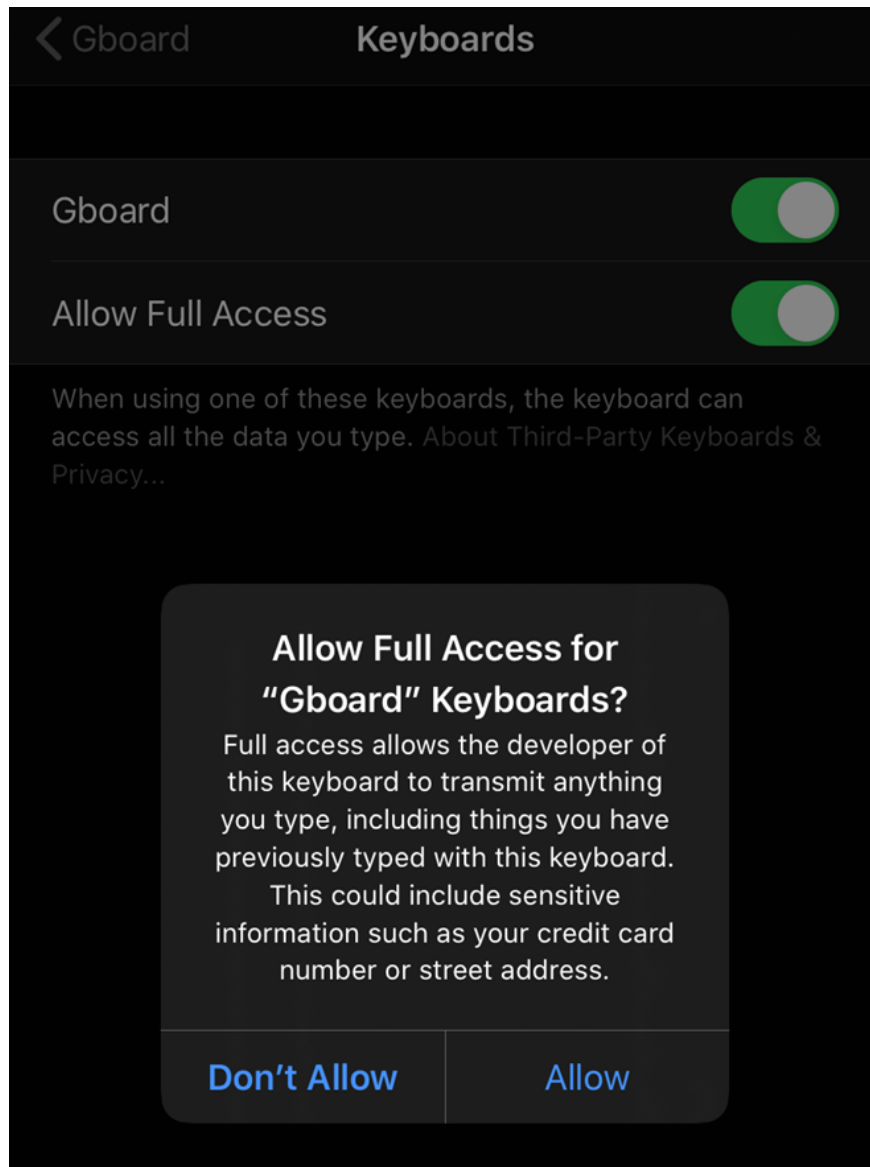 Gboard
Keyboards
Gboard
Allow Full Access
When using one of these keyboards, the keyboard can
access all the data you type. About Third-Party Keyboards &
Privacy...
Allow Full Access for
“Gboard” Keyboards?
Full access allows the developer of
this keyboard to transmit anything
you type, including things you have
previously typed with this keyboard.
This could include sensitive
information such as your credit card
number or street address.
Don’t Allow
Allow